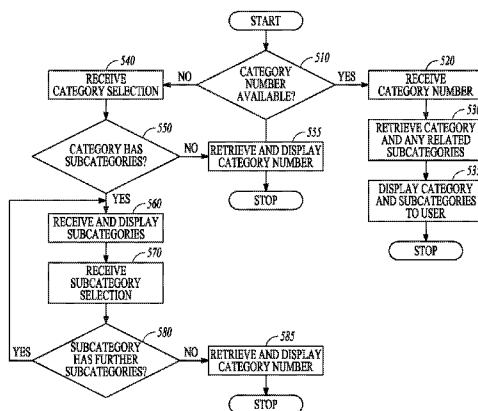 START
510
CATEGORY
NUMBER
AVAILABLE?
NO
YES
540
RECEIVE
CATEGORY SELECTION
520
RECEIVE
CATEGORY NUMBER
530
RETRIEVE CATEGORY
AND ANY RELATED
SUBCATEGORIES
535
DISPLAY CATEGORY
AND SUBCATEGORIES
TO USER
STOP
550
CATEGORY HAS
SUBCATEGORIES?
NO
555
RETRIEVE AND DISPLAY
CATEGORY NUMBER
STOP
YES
560
RECEIVE AND DISPLAY
SUBCATEGORIES
570
RECEIVE
SUBCATEGORY
SELECTION
580
SUBCATEGORY
HAS FURTHER
SUBCATEGORIES?
YES
NO
585
RETRIEVE AND DISPLAY
CATEGORY NUMBER
STOP